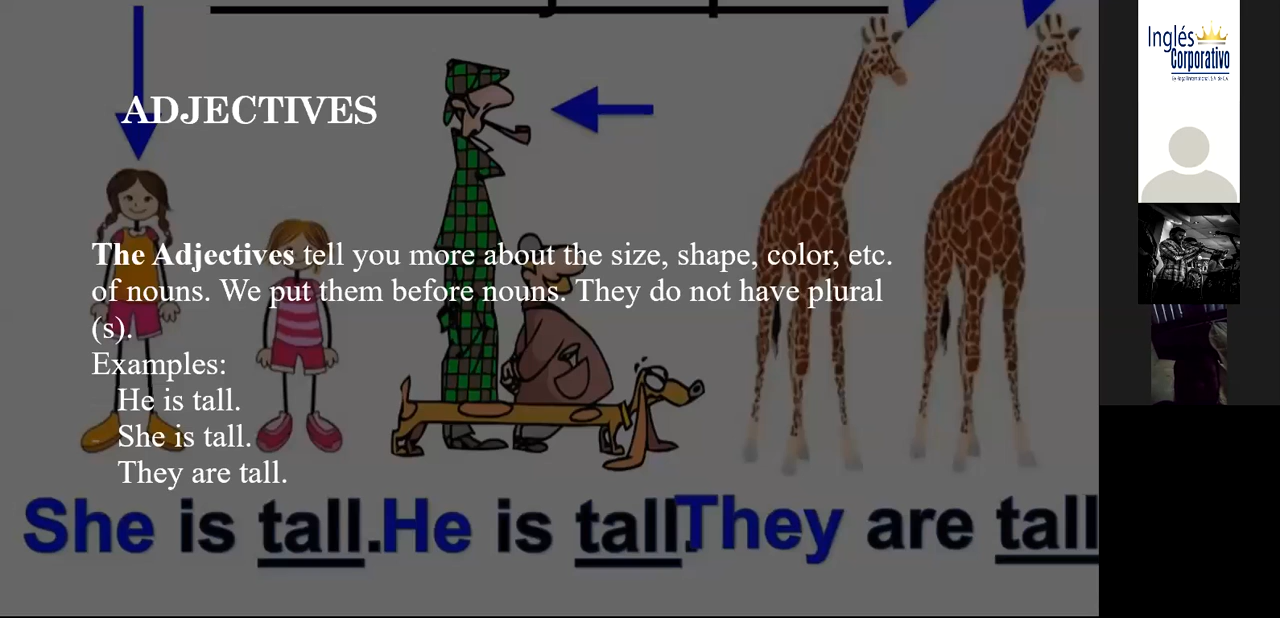 ADJECTIVES
The Adjectives tell you more about the size, shape, color, etc.
of nouns. We put them before nouns. They do not have plural
(s).
Examples:
He is tall.
She is tall.
They are tall.
She is tall. He is tall. They are tall
Inglés
Corporativo